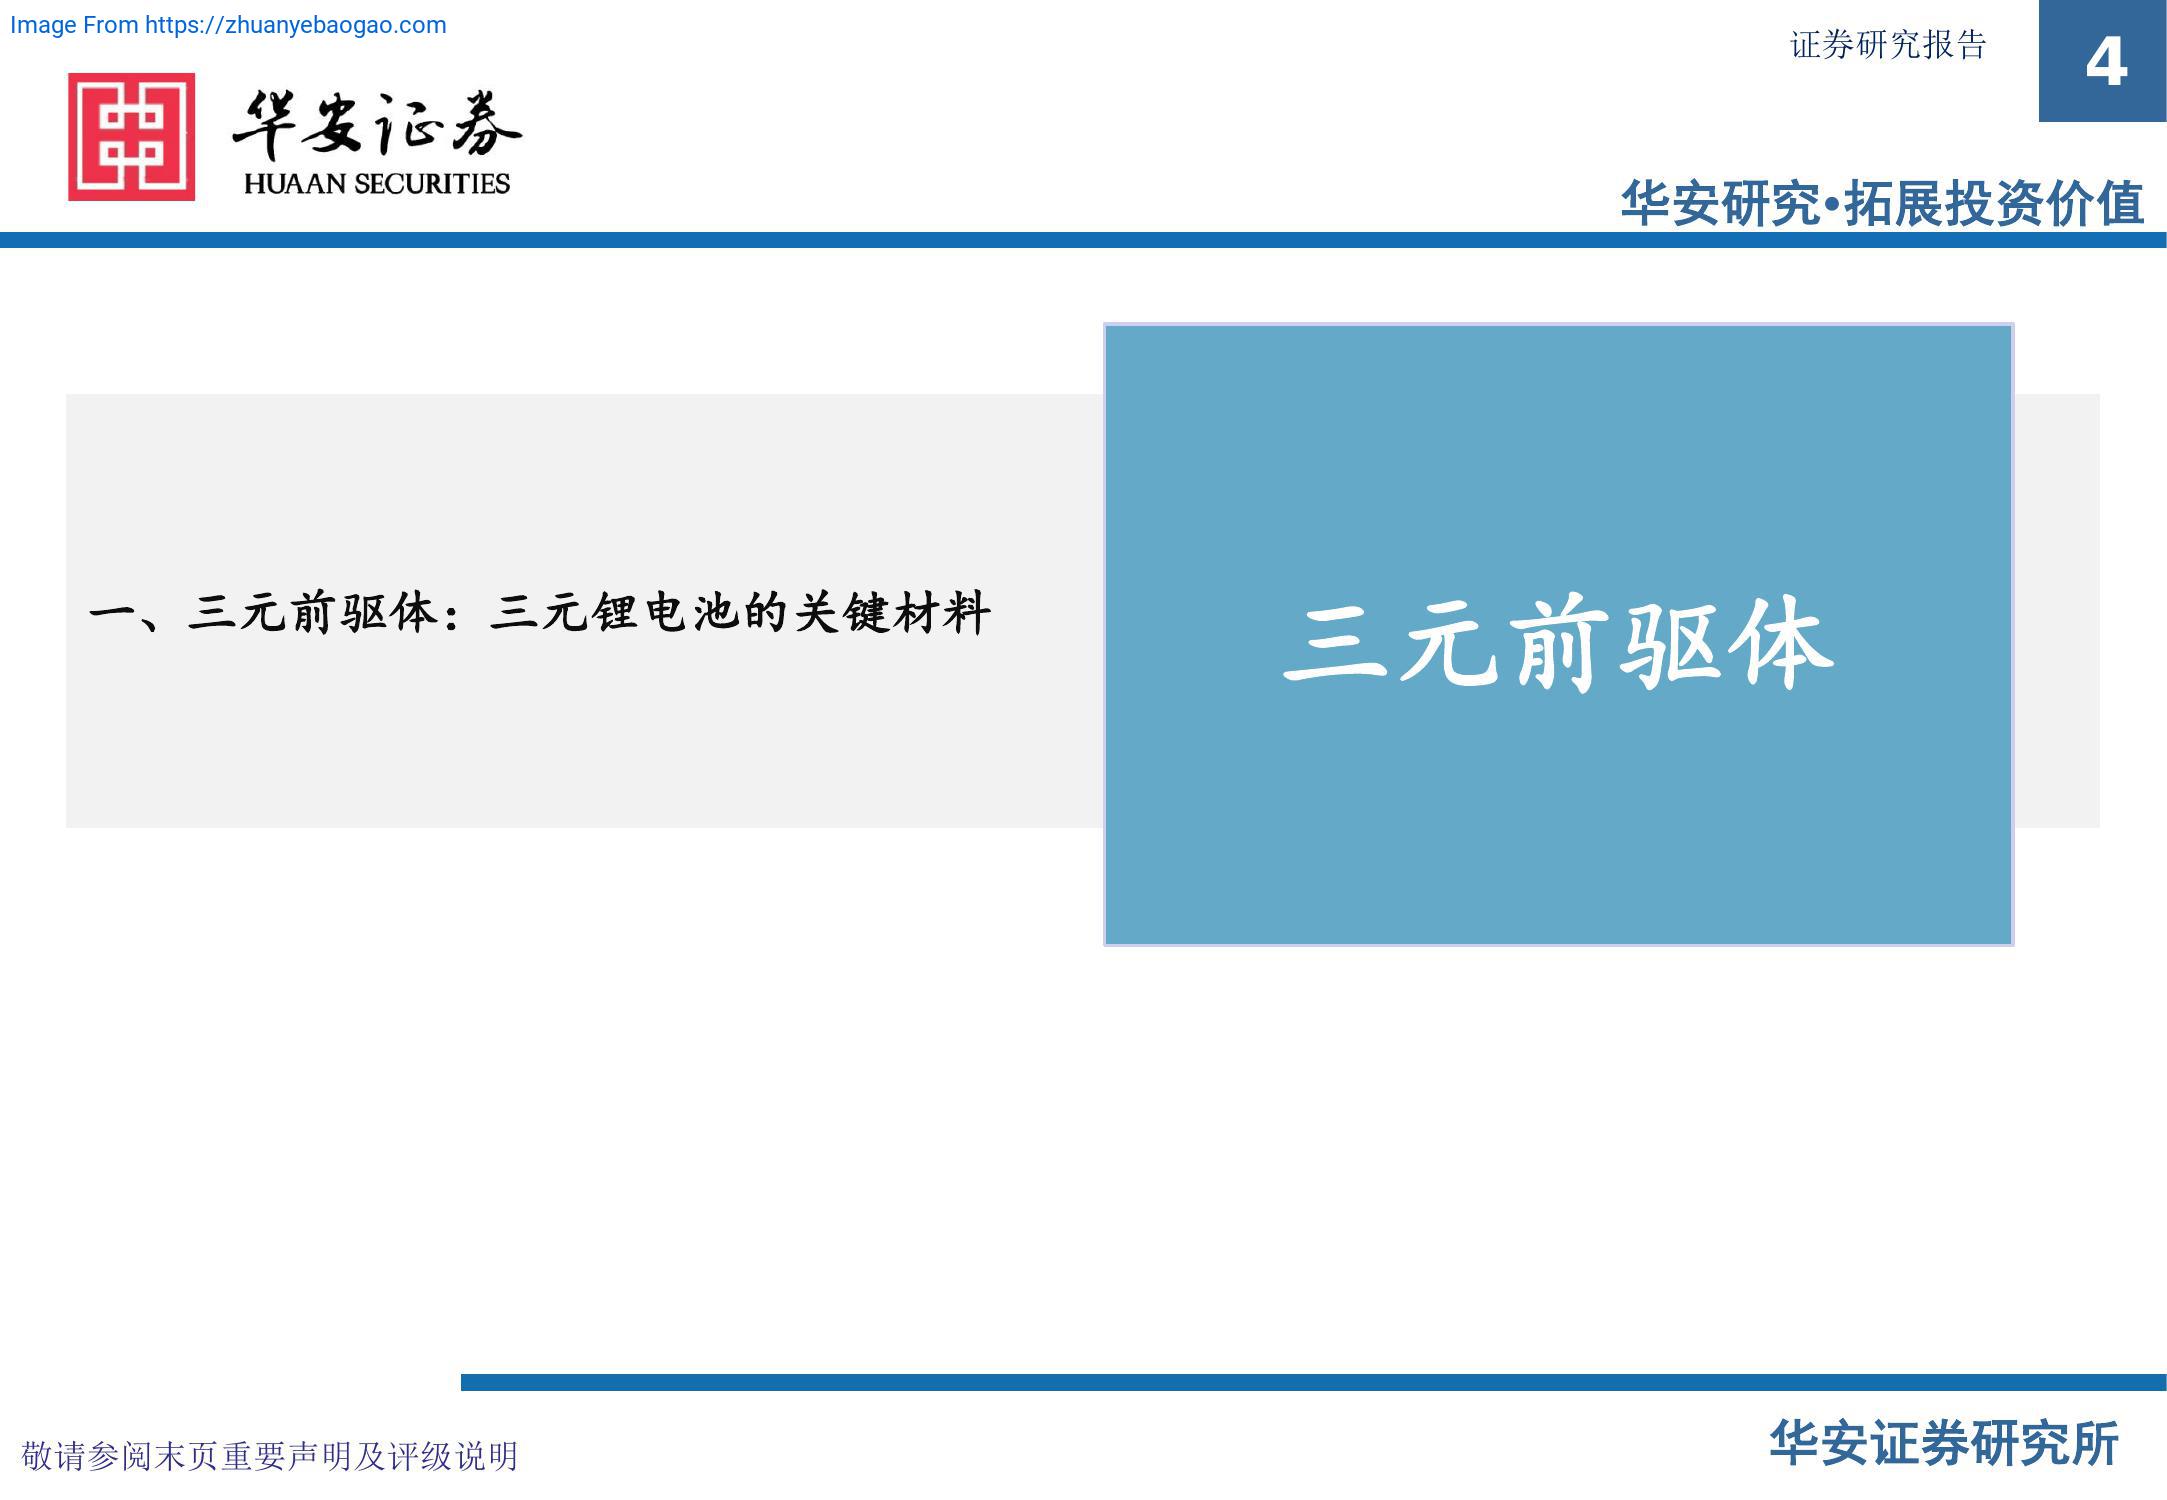 Image From https://zhuanyebaogao.com
证券研究报告
4
华安证券
HUAAN SECURITIES
华安研究•拓展投资价值
一、三元前驱体：三元锂电池的关键材料
三元前驱体
敬请参阅末页重要声明及评级说明
华安证券研究所